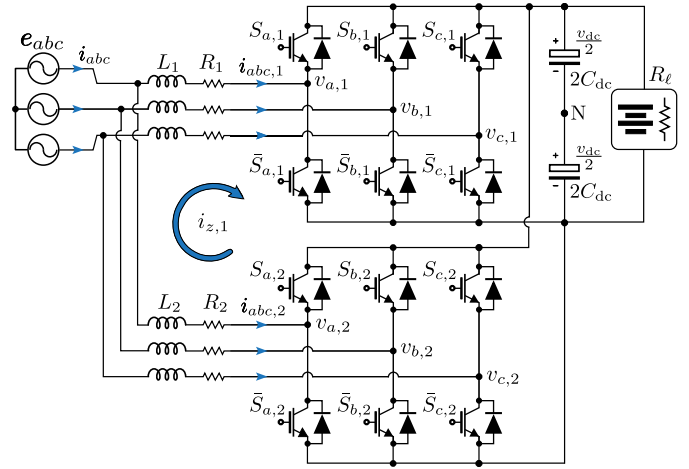 e_abc
i_abc
L_1
R_1
i_abc,1
S_a,1
S_b,1
S_c,1
v_a,1
v_b,1
v_c,1
S̄_a,1
S̄_b,1
S̄_c,1
+
v_dc/2
-
2C_dc
N
+
v_dc/2
-
2C_dc
R_ℓ
i_z,1
L_2
R_2
i_abc,2
S_a,2
S_b,2
S_c,2
v_a,2
v_b,2
v_c,2
S̄_a,2
S̄_b,2
S̄_c,2